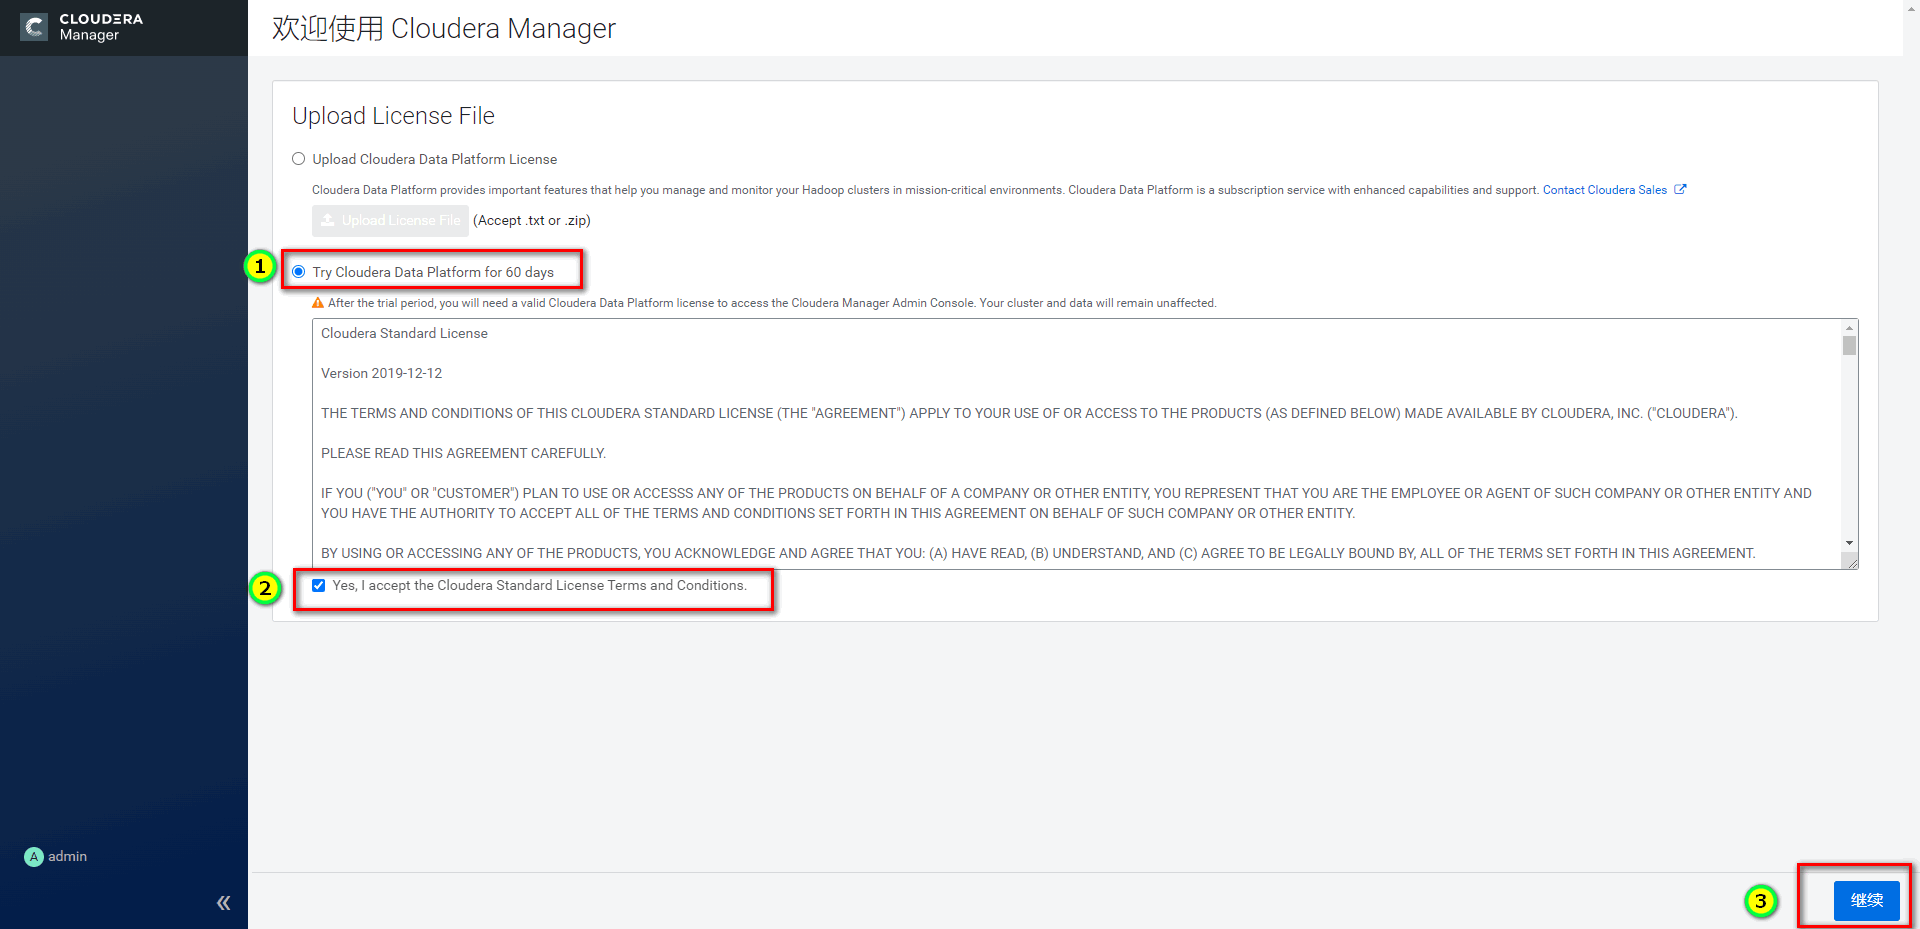 CLOUDERA
Manager
欢迎使用 Cloudera Manager
Upload License File
Upload Cloudera Data Platform License
Cloudera Data Platform provides important features that help you manage and monitor your Hadoop clusters in mission-critical environments. Cloudera Data Platform is a subscription service with enhanced capabilities and support. Contact Cloudera Sales
Upload License File (Accept .txt or .zip)
1
Try Cloudera Data Platform for 60 days
After the trial period, you will need a valid Cloudera Data Platform license to access the Cloudera Manager Admin Console. Your cluster and data will remain unaffected.
Cloudera Standard License
Version 2019-12-12
THE TERMS AND CONDITIONS OF THIS CLOUDERA STANDARD LICENSE (THE "AGREEMENT") APPLY TO YOUR USE OF OR ACCESS TO THE PRODUCTS (AS DEFINED BELOW) MADE AVAILABLE BY CLOUDERA, INC. ("CLOUDERA").
PLEASE READ THIS AGREEMENT CAREFULLY.
IF YOU ("YOU" OR "CUSTOMER") PLAN TO USE OR ACCESSS ANY OF THE PRODUCTS ON BEHALF OF A COMPANY OR OTHER ENTITY, YOU REPRESENT THAT YOU ARE THE EMPLOYEE OR AGENT OF SUCH COMPANY OR OTHER ENTITY AND
YOU HAVE THE AUTHORITY TO ACCEPT ALL OF THE TERMS AND CONDITIONS SET FORTH IN THIS AGREEMENT ON BEHALF OF SUCH COMPANY OR OTHER ENTITY.
BY USING OR ACCESSING ANY OF THE PRODUCTS, YOU ACKNOWLEDGE AND AGREE THAT YOU: (A) HAVE READ, (B) UNDERSTAND, AND (C) AGREE TO BE LEGALLY BOUND BY, ALL OF THE TERMS SET FORTH IN THIS AGREEMENT.
2
Yes, I accept the Cloudera Standard License Terms and Conditions.
A admin
3
继续